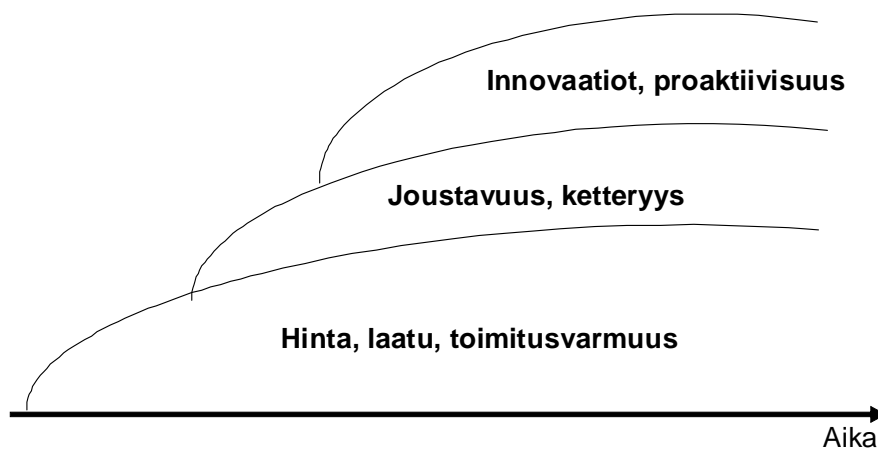 Innovaatiot, proaktiivisuus
Joustavuus, ketteryys
Hinta, laatu, toimitusvarmuus
Aika